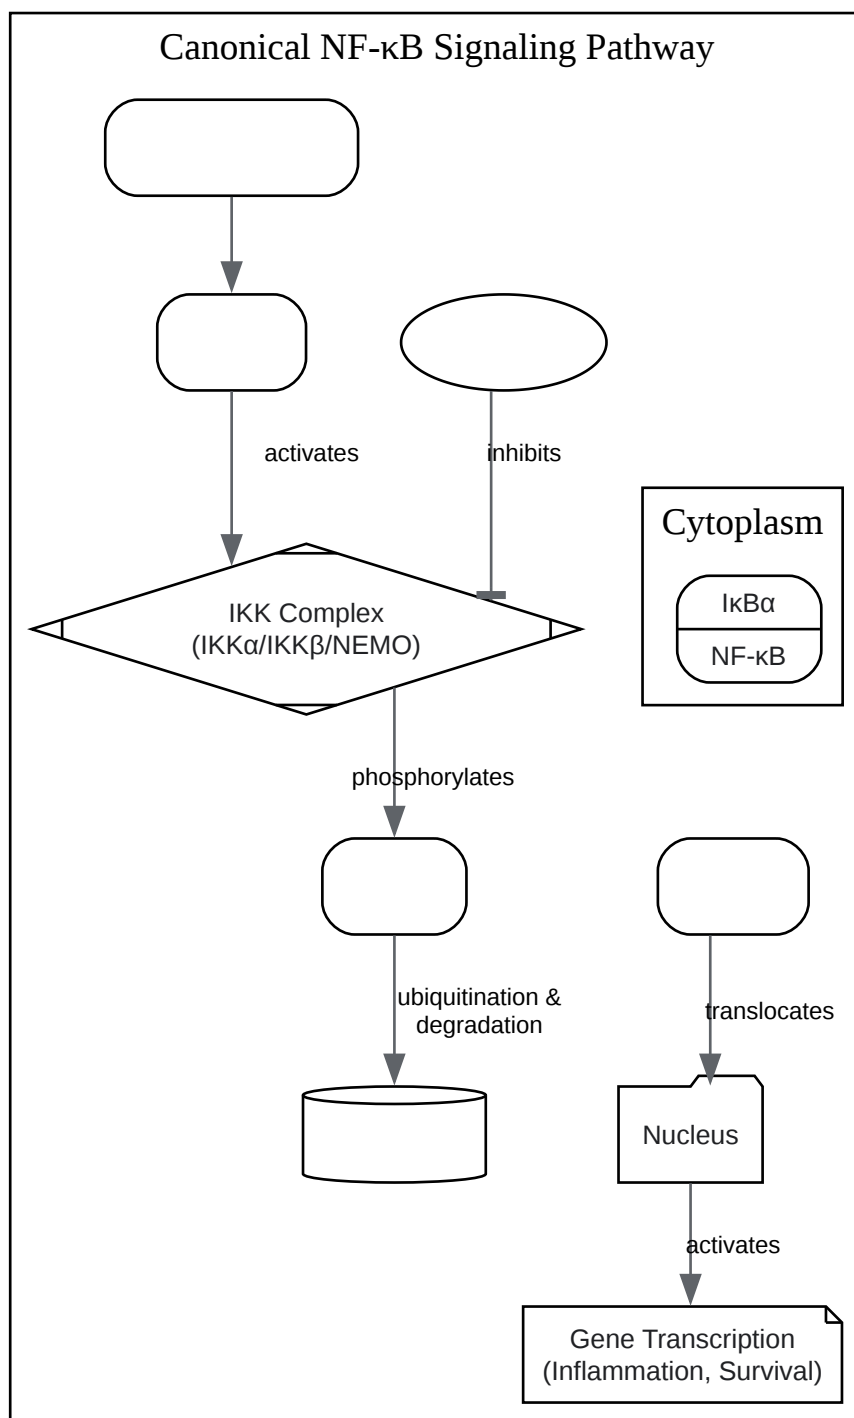 Canonical NF-κB Signaling Pathway
activates
inhibits
Cytoplasm
IκBα
NF-κB
IKK Complex
(IKKα/IKKβ/NEMO)
phosphorylates
ubiquitination &
degradation
translocates
Nucleus
activates
Gene Transcription
(Inflammation, Survival)